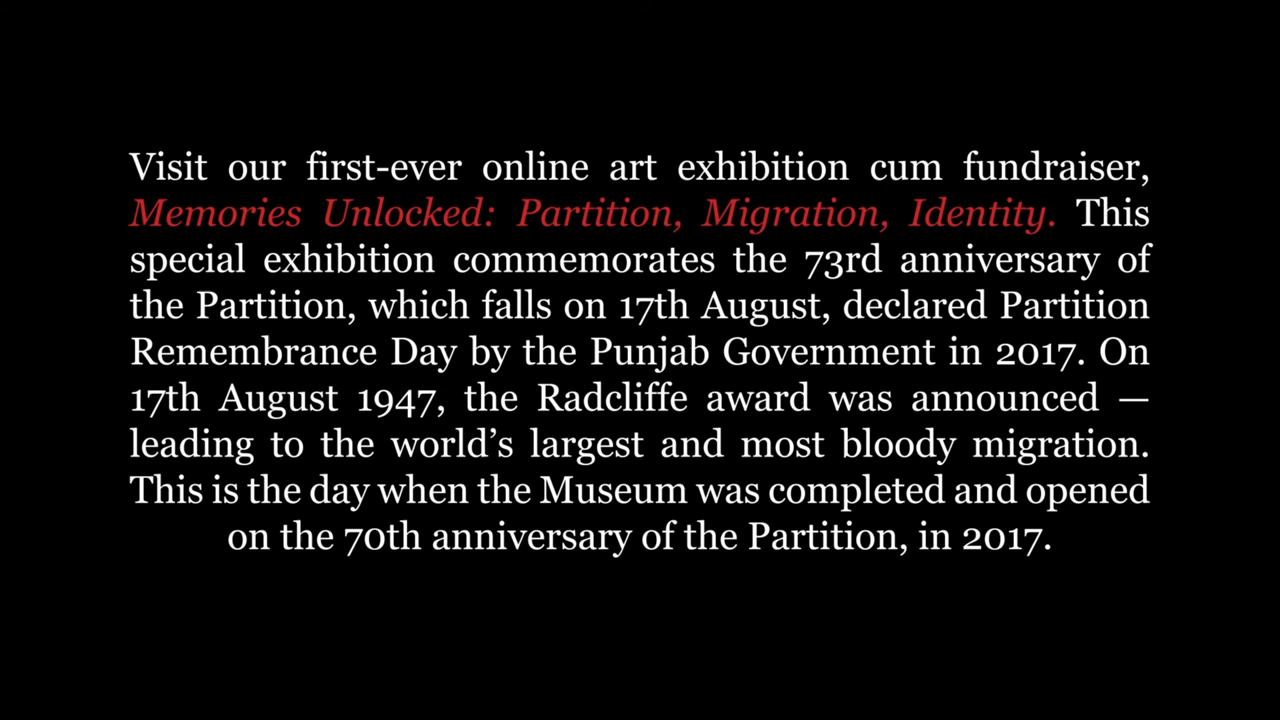 Visit our first-ever online art exhibition cum fundraiser,
Memories Unlocked: Partition, Migration, Identity. This
special exhibition commemorates the 73rd anniversary of
the Partition, which falls on 17th August, declared Partition
Remembrance Day by the Punjab Government in 2017. On
17th August 1947, the Radcliffe award was announced —
leading to the world’s largest and most bloody migration.
This is the day when the Museum was completed and opened
on the 70th anniversary of the Partition, in 2017.